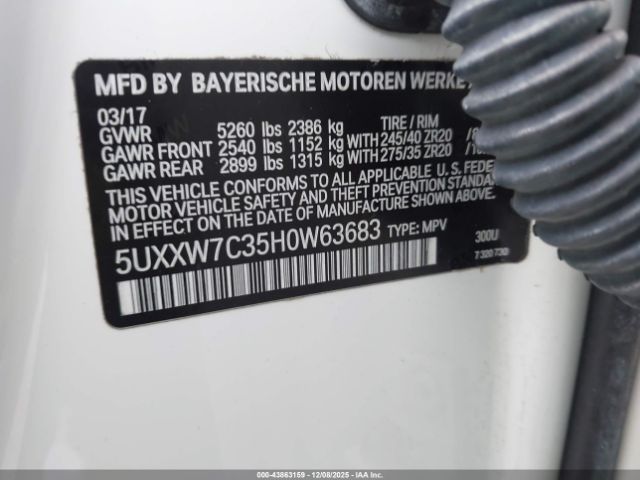 MFD BY BAYERISCHE MOTOREN WERKE
03/17
GVWR 5260 lbs 2386 kg TIRE / RIM
GAWR FRONT 2540 lbs 1152 kg WITH 245/40 ZR20
GAWR REAR 2899 lbs 1315 kg WITH 275/35 ZR20
THIS VEHICLE CONFORMS TO ALL APPLICABLE U.S. FEDE
MOTOR VEHICLE SAFETY AND THEFT PREVENTION STANDA
IN EFFECT ON THE DATE OF MANUFACTURE SHOWN ABOVE.
5UXXW7C35H0W63683 TYPE: MPV 300U
7 320 730
000-43863159 | 12/08/2025 - IAA Inc.